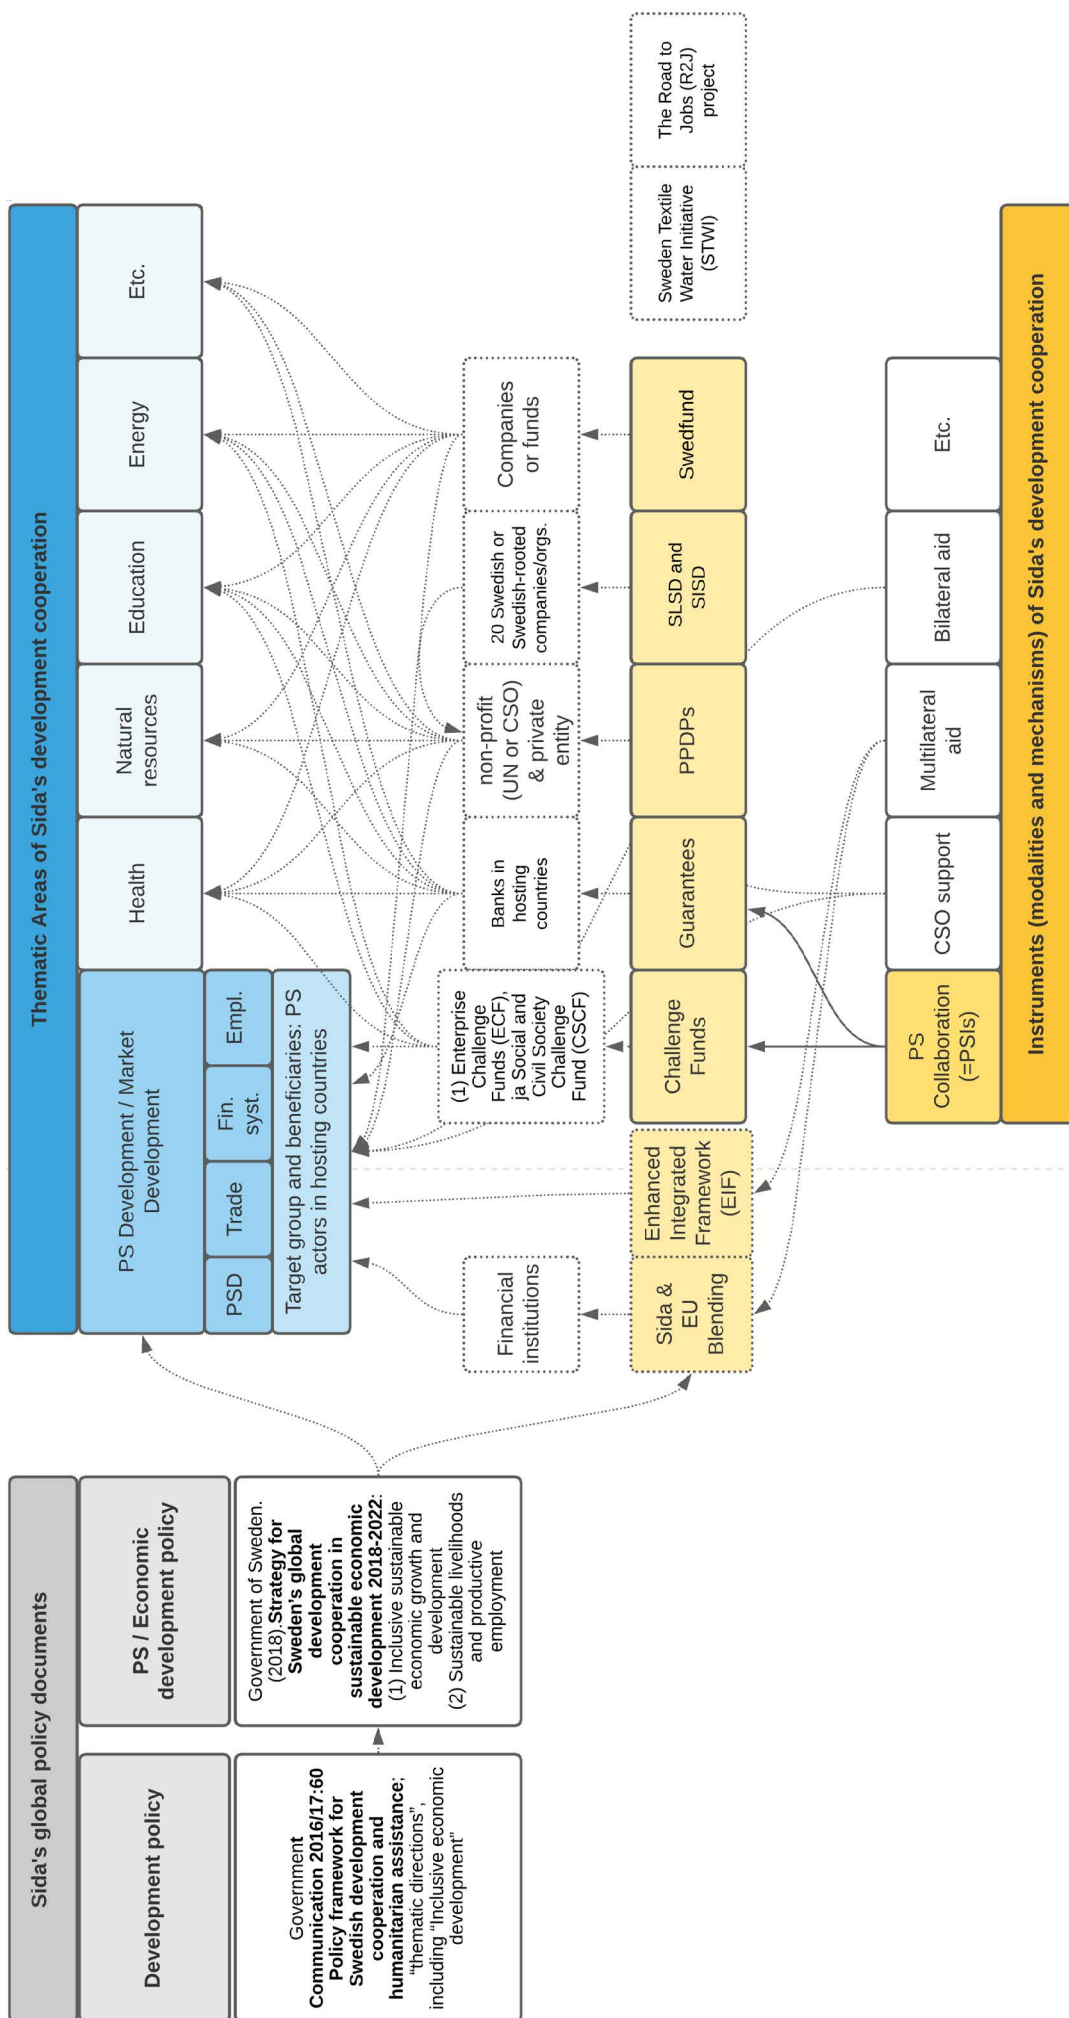 Sida's global policy documents
Development policy
PS / Economic
development policy
Government
Communication 2016/17:60
Policy framework for
Swedish development
cooperation and
humanitarian assistance;
“thematic directions”,
including “Inclusive economic
development”
Government of Sweden.
(2018).Strategy for
Sweden’s global
development
cooperation in
sustainable economic
development 2018-2022:
(1) Inclusive sustainable
economic growth and
development
(2) Sustainable livelihoods
and productive
employment
Thematic Areas of Sida's development cooperation
PS Development / Market
Development
Health
Natural
resources
Education
Energy
Etc.
PSD
Trade
Fin.
syst.
Empl.
Target group and beneficiaries: PS
actors in hosting countries
Financial
institutions
(1) Enterprise
Challenge
Funds (ECF),
ja Social and
Civil Society
Challenge
Fund (CSCF)
Banks in
hosting
countries
non-profit
(UN or CSO)
& private
entity
20 Swedish or
Swedish-rooted
companies/orgs.
Companies
or funds
Sida &
EU
Blending
Enhanced
Integrated
Framework
(EIF)
Challenge
Funds
Guarantees
PPDPs
SLSD and
SISD
Swedfund
Sweden Textile
Water Initiative
(STWI)
The Road to
Jobs (R2J)
project
PS
Collaboration
(=PSIs)
CSO support
Multilateral
aid
Bilateral aid
Etc.
Instruments (modalities and mechanisms) of Sida's development cooperation